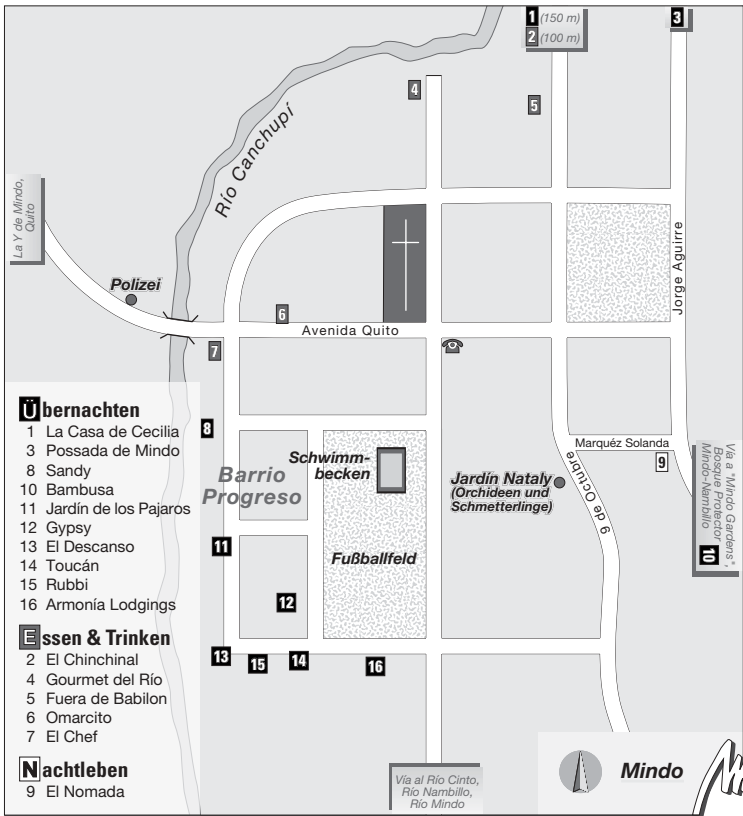 1 (150 m)
2 (100 m)
3
4
5
Río Canchupí
La Y de Mindo,
Quito
Polizei
Jorge Aguirre
6
Avenida Quito
7
Übernachten
1 La Casa de Cecilia
3 Possada de Mindo
8 Sandy
10 Bambusa
11 Jardín de los Pajaros
12 Gypsy
13 El Descanso
14 Toucán
15 Rubbi
16 Armonía Lodgings
Essen & Trinken
2 El Chinchinal
4 Gourmet del Río
5 Fuera de Babilon
6 Omarcito
7 El Chef
Nachtleben
9 El Nomada
8
Barrio
Progreso
Schwimm-
becken
Marquéz Solanda
9
Jardín Nataly
(Orchideen und
Schmetterlinge)
9 de Octubre
Vía a "Mindo Gardens",
Bosque Protector
Mindo-Nambillo
10
11
Fußballfeld
12
13
15
14
16
Vía al Río Cinto,
Río Nambillo,
Río Mindo
Mindo